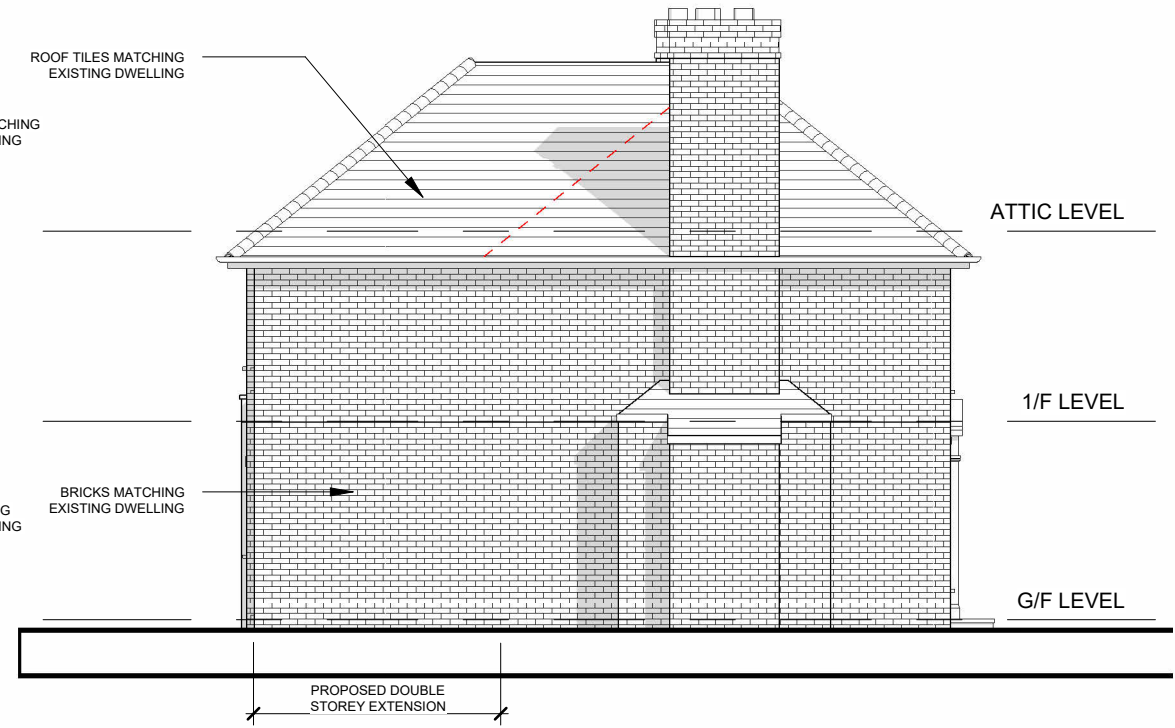 ROOF TILES MATCHING
EXISTING DWELLING
ATTIC LEVEL
1/F LEVEL
BRICKS MATCHING
EXISTING DWELLING
G/F LEVEL
PROPOSED DOUBLE
STOREY EXTENSION